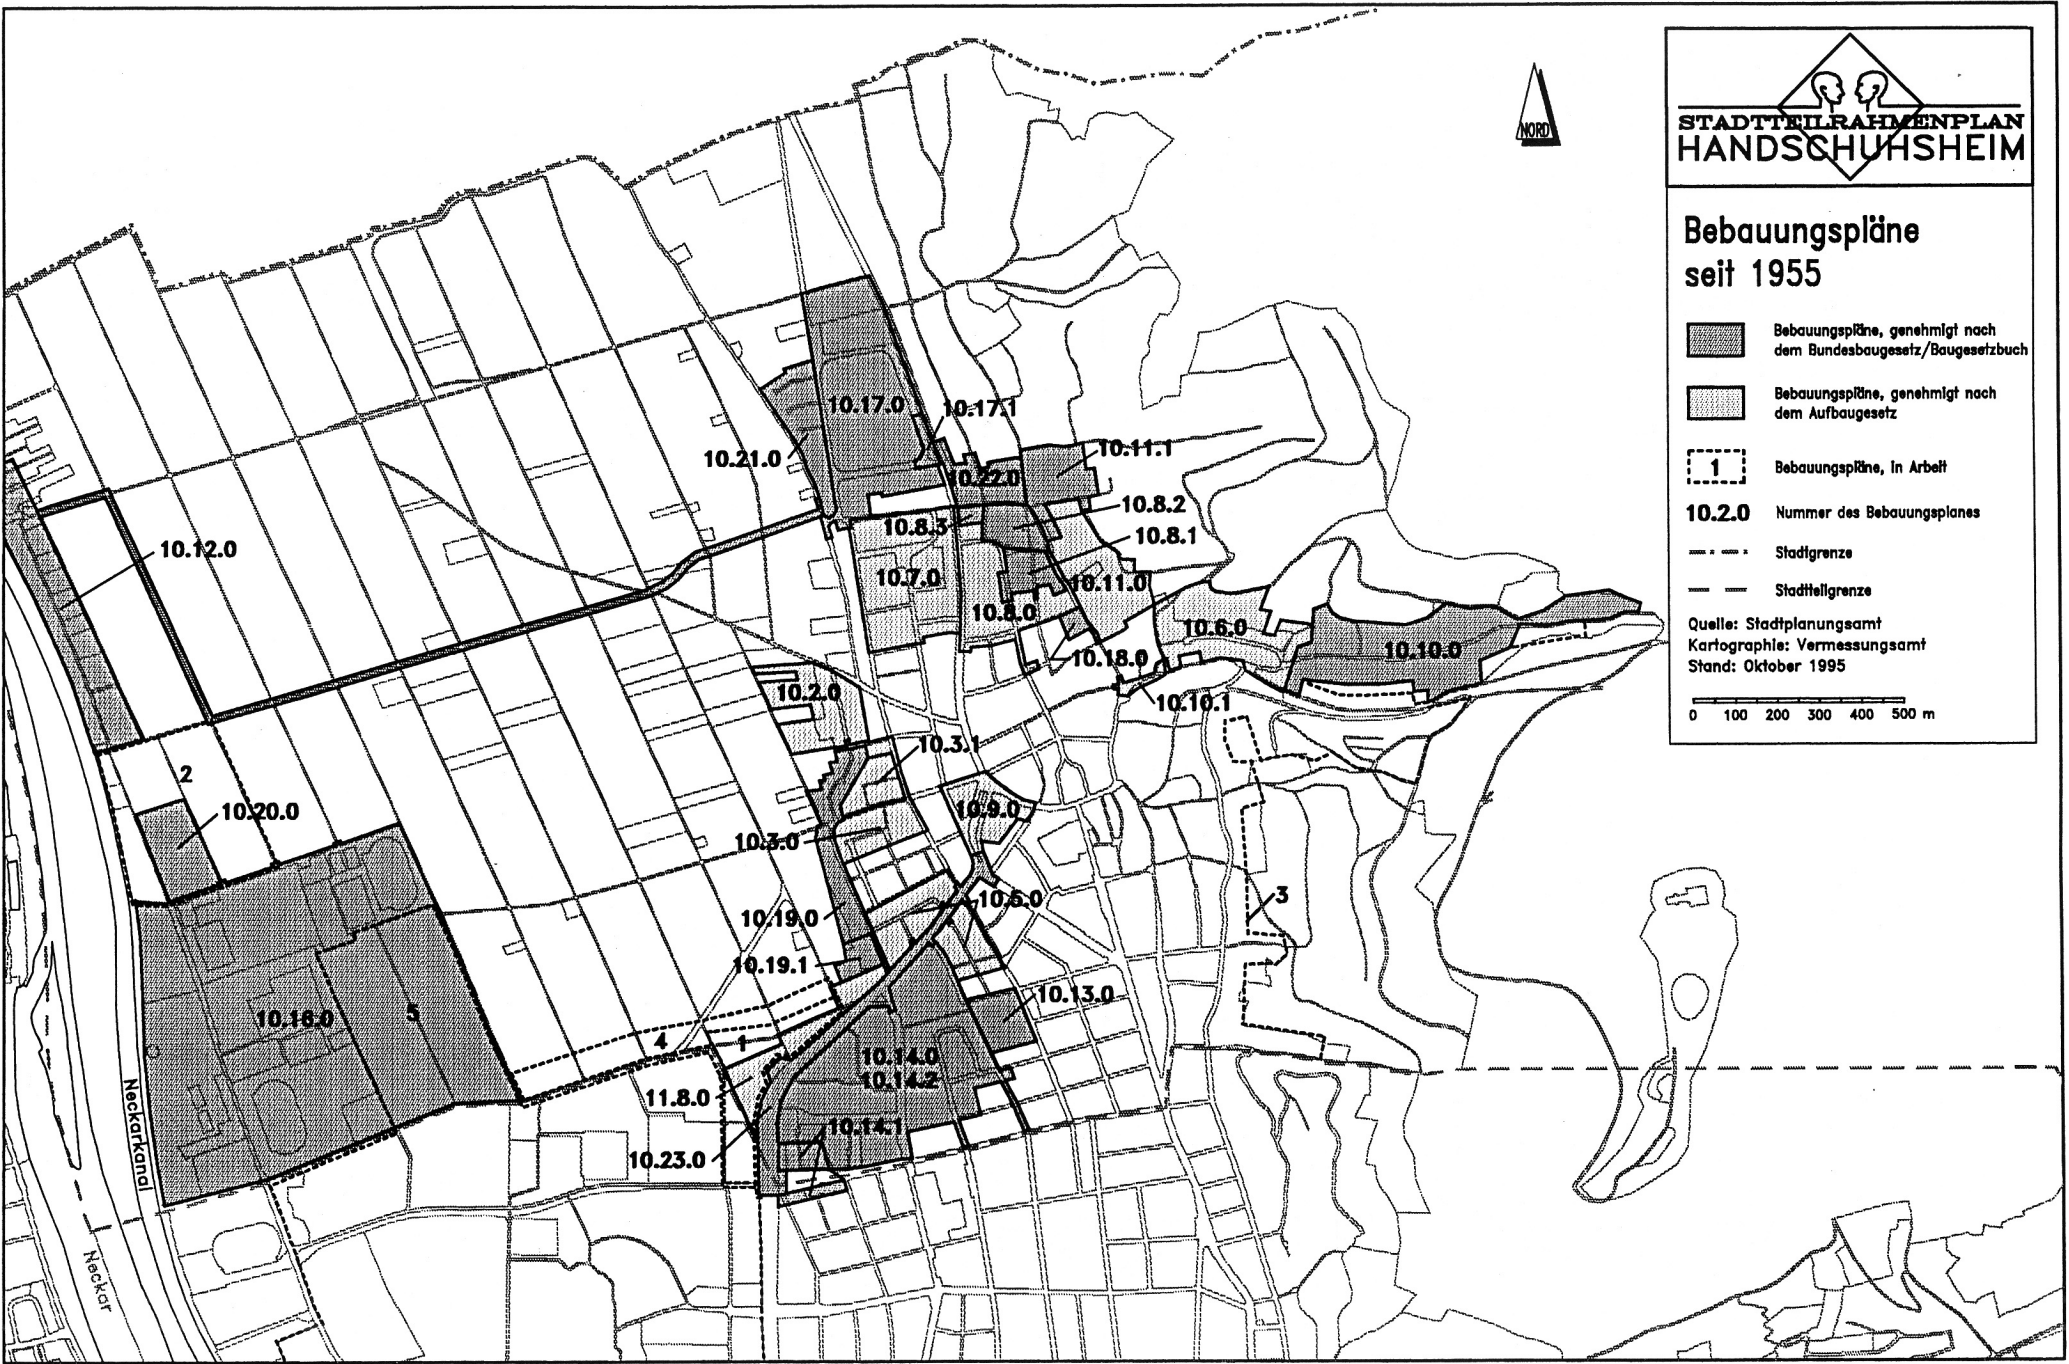 STADTTEILRAHMENPLAN
HANDSCHUHSHEIM
Bebauungspläne
seit 1955
Bebauungspläne, genehmigt nach
dem Bundesbaugesetz/Baugesetzbuch
Bebauungspläne, genehmigt nach
dem Aufbaugesetz
1
Bebauungspläne, in Arbeit
10.2.0
Nummer des Bebauungsplanes
Stadtgrenze
Stadtteilgrenze
Quelle: Stadtplanungsamt
Kartographie: Vermessungsamt
Stand: Oktober 1995
0 100 200 300 400 500 m
NORD
10.17.0
10.17.1
10.21.0
10.11.1
10.22.0
10.8.2
10.8.3
10.8.1
10.12.0
10.7.0
10.11.0
10.8.0
10.6.0
10.10.0
10.18.0
10.2.0
10.10.1
10.3.1
2
10.20.0
10.9.0
10.3.0
3
10.5.0
10.19.0
10.19.1
10.13.0
5
4
1
10.14.0
10.14.2
11.8.0
10.14.1
10.23.0
Neckarkanal
Neckar